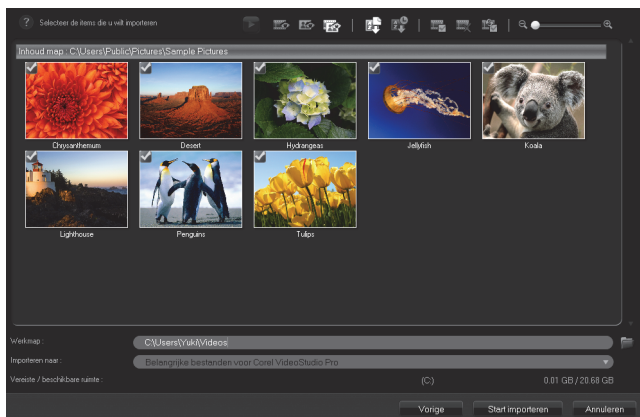 Selecteer de items die u wilt importeren
Inhoud map : C:\Users\Public\Pictures\Sample Pictures
Chrysanthemum Desert Hydrangeas Jellyfish Koala
Lighthouse Penguins Tulips
Werkmap : C:\Users\Yuki\Videos
Importeren naar : Belangrijke bestanden voor Corel VideoStudio Pro
Vereiste / beschikbare ruimte : (C:) 0.01 GB / 20.68 GB
Vorige Start importeren Annuleren